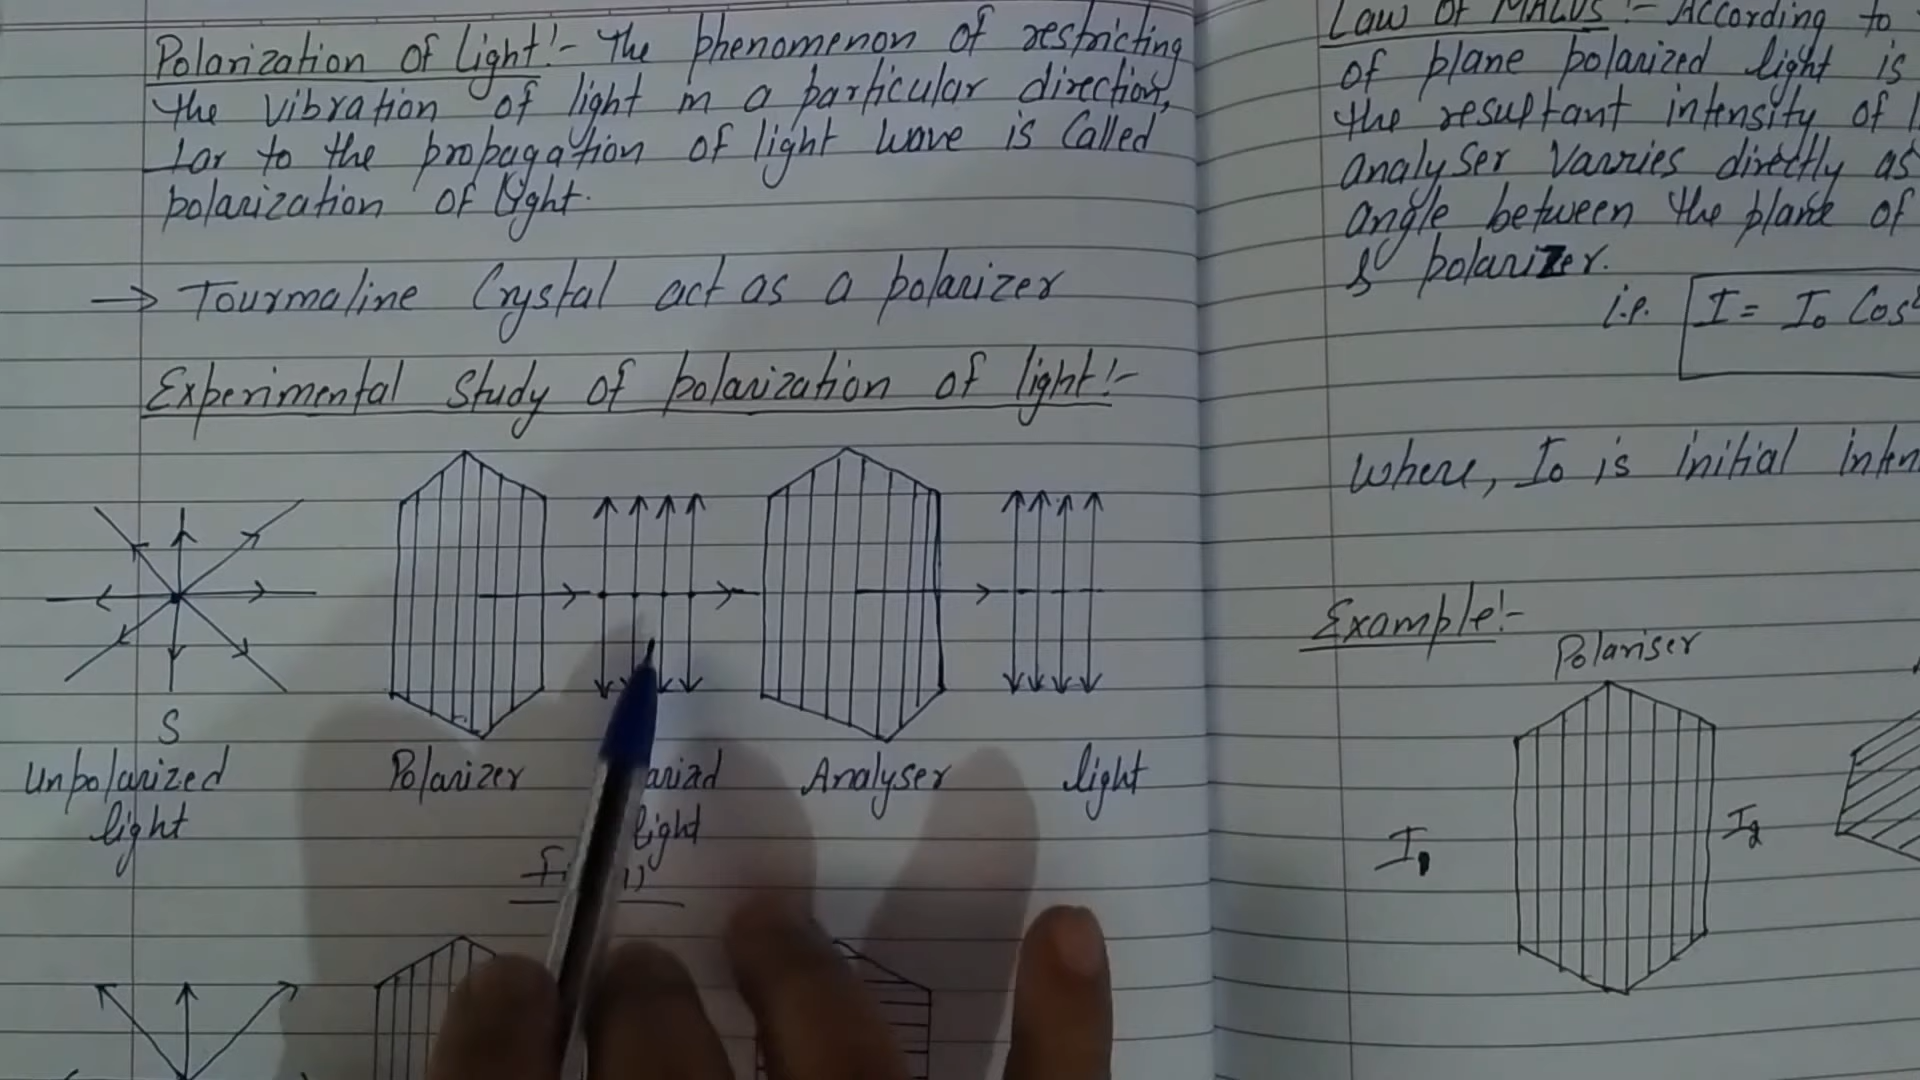 Polarization of Light:- The phenomenon of restricting
the vibration of light in a particular direction,
⊥ar to the propagation of light wave is Called
polarization of light.
→ Tourmaline Crystal act as a polarizer
Experimental Study of polarization of light:-
S
Unpolarized
light
Polarizer
light
Analyser
light
Law Of MALUS:- According to
of plane polarized light is
the resultant intensity of
analyser Varries directly as
angle between the plane of
& polarizer.
i.e. I = I₀ Cos
Where, I₀ is initial
Example:-
Polariser
I₁
I₂